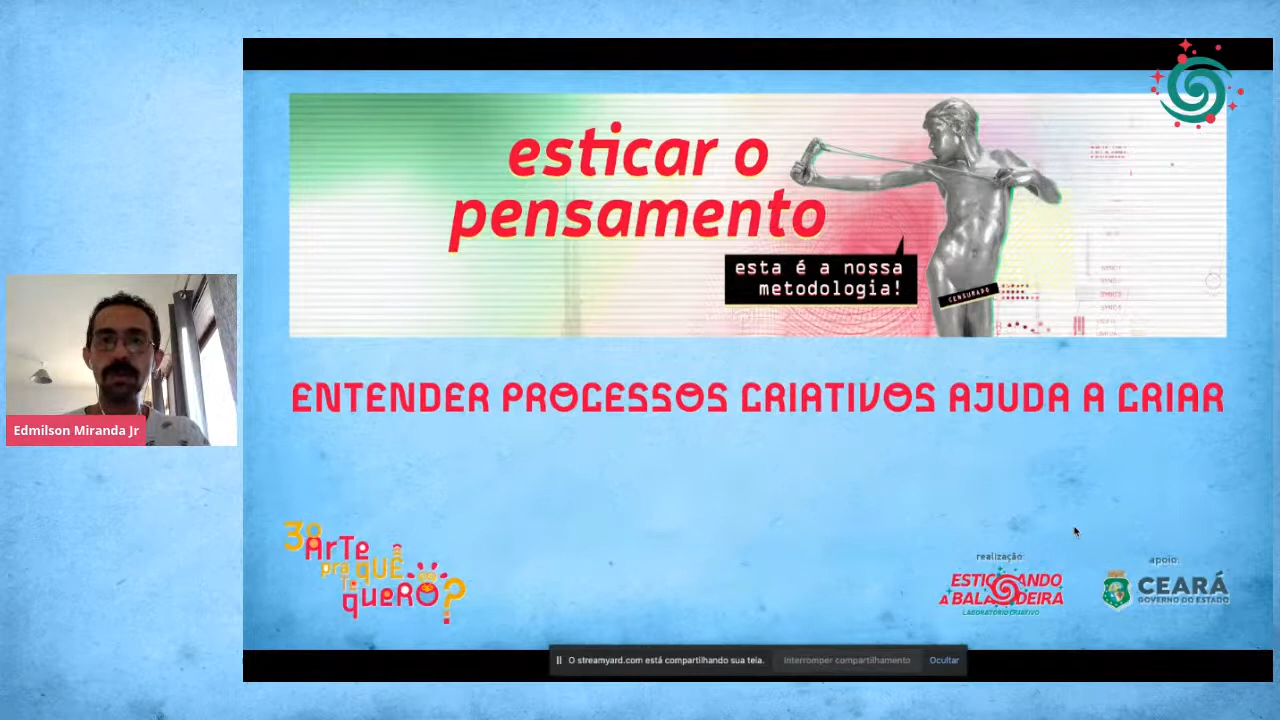 esticar o
pensamento
esta é a nossa
metodologia!
CENSURADO
ENTENDER PROCESSOS CRIATIVOS AJUDA A CRIAR
Edmilson Miranda Jr
3º
ArTe
pra quÊ
Te
queRO?
realização:
ESTICANDO
A BALADEIRA
LABORATÓRIO CRIATIVO
apoio:
CEARÁ
GOVERNO DO ESTADO
O streamyard.com está compartilhando sua tela.
Interromper compartilhamento
Ocultar